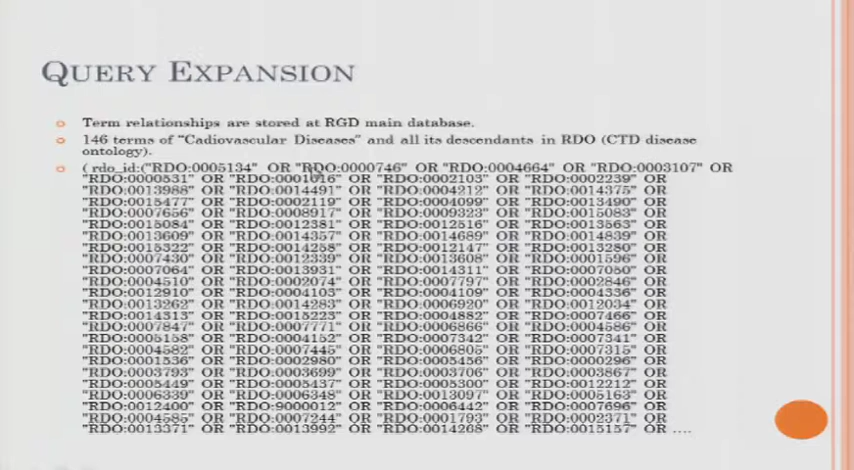 QUERY EXPANSION
Term relationships are stored at RGD main database.
146 terms of "Cadiovascular Diseases" and all its descendants in RDO (CTD disease
ontology).
( rdo_id:("RDO:0005134" OR "RDO:0000746" OR "RDO:0004664" OR "RDO:0003107" OR
"RDO:0000831" OR "RDO:0001816" OR "RDO:0002103" OR "RDO:0002239" OR
"RDO:0013988" OR "RDO:0014491" OR "RDO:0004212" OR "RDO:0014375" OR
"RDO:0015477" OR "RDO:0002119" OR "RDO:0004099" OR "RDO:0013490" OR
"RDO:0007656" OR "RDO:0008917" OR "RDO:0009323" OR "RDO:0015083" OR
"RDO:0015084" OR "RDO:0012381" OR "RDO:0012516" OR "RDO:0013563" OR
"RDO:0013609" OR "RDO:0014357" OR "RDO:0014689" OR "RDO:0014839" OR
"RDO:0015322" OR "RDO:0014258" OR "RDO:0012147" OR "RDO:0013280" OR
"RDO:0007430" OR "RDO:0012339" OR "RDO:0013608" OR "RDO:0001596" OR
"RDO:0007064" OR "RDO:0013931" OR "RDO:0014311" OR "RDO:0007050" OR
"RDO:0004510" OR "RDO:0002074" OR "RDO:0007797" OR "RDO:0002846" OR
"RDO:0012910" OR "RDO:0004103" OR "RDO:0004109" OR "RDO:0004336" OR
"RDO:0013262" OR "RDO:0014283" OR "RDO:0006920" OR "RDO:0012034" OR
"RDO:0014313" OR "RDO:0015223" OR "RDO:0004882" OR "RDO:0007466" OR
"RDO:0007847" OR "RDO:0007771" OR "RDO:0006866" OR "RDO:0004586" OR
"RDO:0005158" OR "RDO:0004152" OR "RDO:0007342" OR "RDO:0007341" OR
"RDO:0004582" OR "RDO:0007445" OR "RDO:0006805" OR "RDO:0007315" OR
"RDO:0001536" OR "RDO:0002980" OR "RDO:0005456" OR "RDO:0000296" OR
"RDO:0003793" OR "RDO:0003699" OR "RDO:0003706" OR "RDO:0003867" OR
"RDO:0005449" OR "RDO:0005437" OR "RDO:0005300" OR "RDO:0012212" OR
"RDO:0006339" OR "RDO:0006348" OR "RDO:0013097" OR "RDO:0005163" OR
"RDO:0012400" OR "RDO:9000012" OR "RDO:0006442" OR "RDO:0007696" OR
"RDO:0004585" OR "RDO:0007244" OR "RDO:0001793" OR "RDO:0002371" OR
"RDO:0013371" OR "RDO:0013992" OR "RDO:0014268" OR "RDO:0015157" OR ....